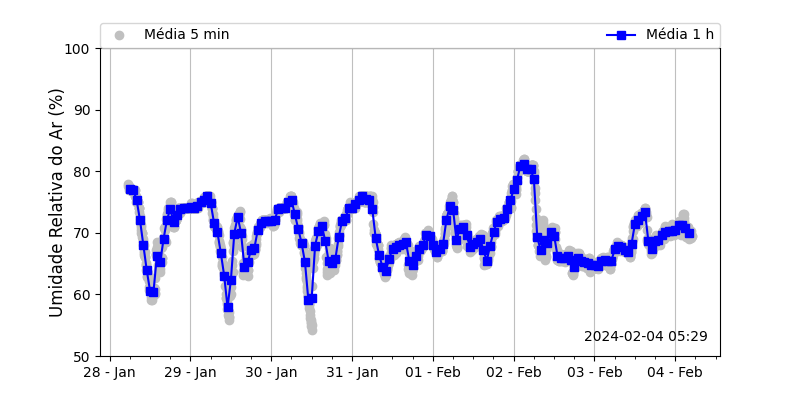 Média 5 min
Média 1 h
Umidade Relativa do Ar (%)
100
90
80
70
60
50
2024-02-04 05:29
28 - Jan
29 - Jan
30 - Jan
31 - Jan
01 - Feb
02 - Feb
03 - Feb
04 - Feb